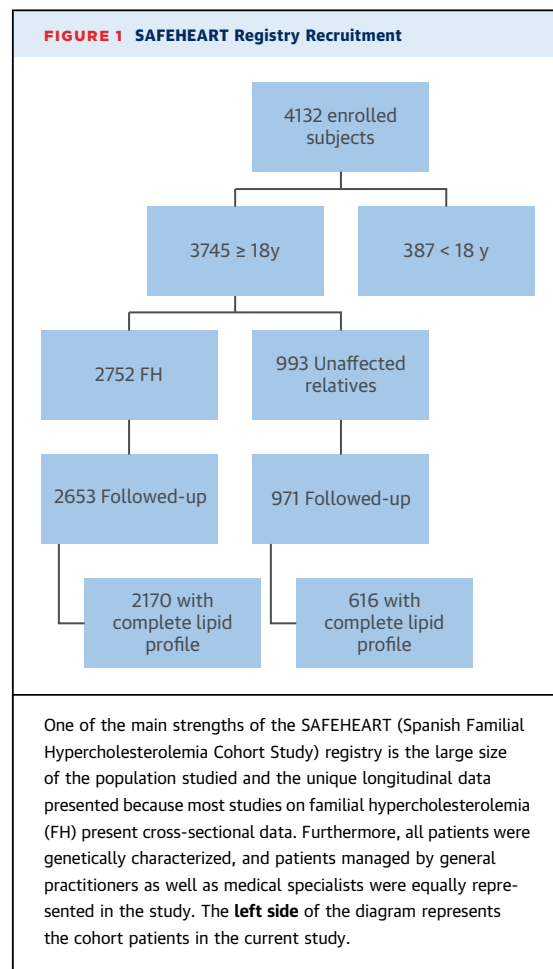 FIGURE 1 SAFEHEART Registry Recruitment
4132 enrolled
subjects
3745 ≥ 18y
387 < 18 y
2752 FH
993 Unaffected
relatives
2653 Followed-up
971 Followed-up
2170 with
complete lipid
profile
616 with
complete lipid
profile
One of the main strengths of the SAFEHEART (Spanish Familial
Hypercholesterolemia Cohort Study) registry is the large size
of the population studied and the unique longitudinal data
presented because most studies on familial hypercholesterolemia
(FH) present cross-sectional data. Furthermore, all patients were
genetically characterized, and patients managed by general
practitioners as well as medical specialists were equally repre-
sented in the study. The left side of the diagram represents
the cohort patients in the current study.